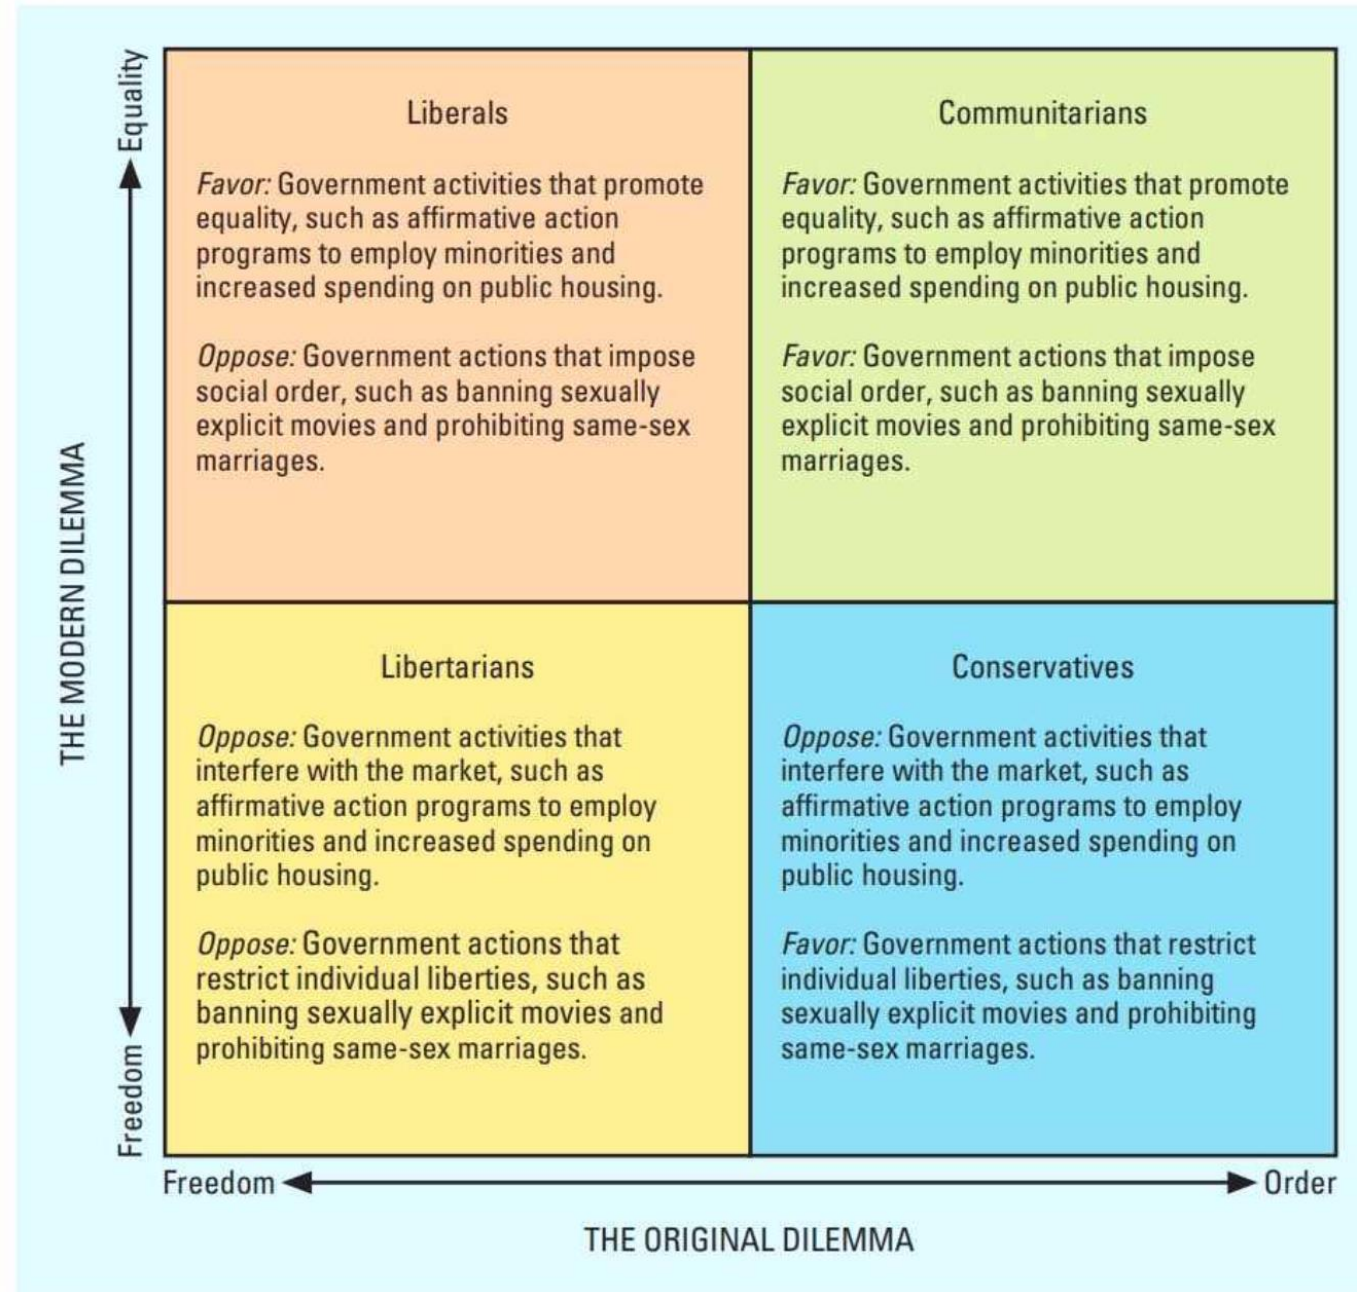 Equality
THE MODERN DILEMMA
Freedom
Liberals
Favor: Government activities that promote
equality, such as affirmative action
programs to employ minorities and
increased spending on public housing.
Oppose: Government actions that impose
social order, such as banning sexually
explicit movies and prohibiting same-sex
marriages.
Communitarians
Favor: Government activities that promote
equality, such as affirmative action
programs to employ minorities and
increased spending on public housing.
Favor: Government actions that impose
social order, such as banning sexually
explicit movies and prohibiting same-sex
marriages.
Libertarians
Oppose: Government activities that
interfere with the market, such as
affirmative action programs to employ
minorities and increased spending on
public housing.
Oppose: Government actions that
restrict individual liberties, such as
banning sexually explicit movies and
prohibiting same-sex marriages.
Conservatives
Oppose: Government activities that
interfere with the market, such as
affirmative action programs to employ
minorities and increased spending on
public housing.
Favor: Government actions that restrict
individual liberties, such as banning
sexually explicit movies and prohibiting
same-sex marriages.
Freedom
Order
THE ORIGINAL DILEMMA